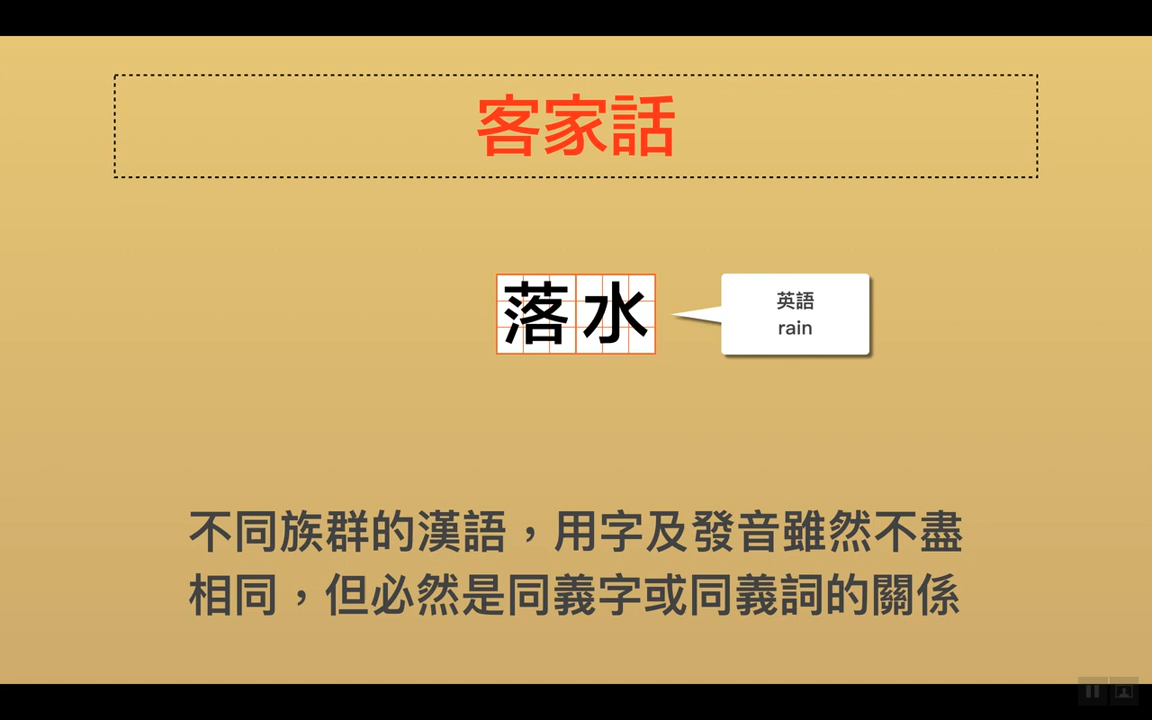 客家話
落水
英語
rain
不同族群的漢語，用字及發音雖然不盡
相同，但必然是同義字或同義詞的關係